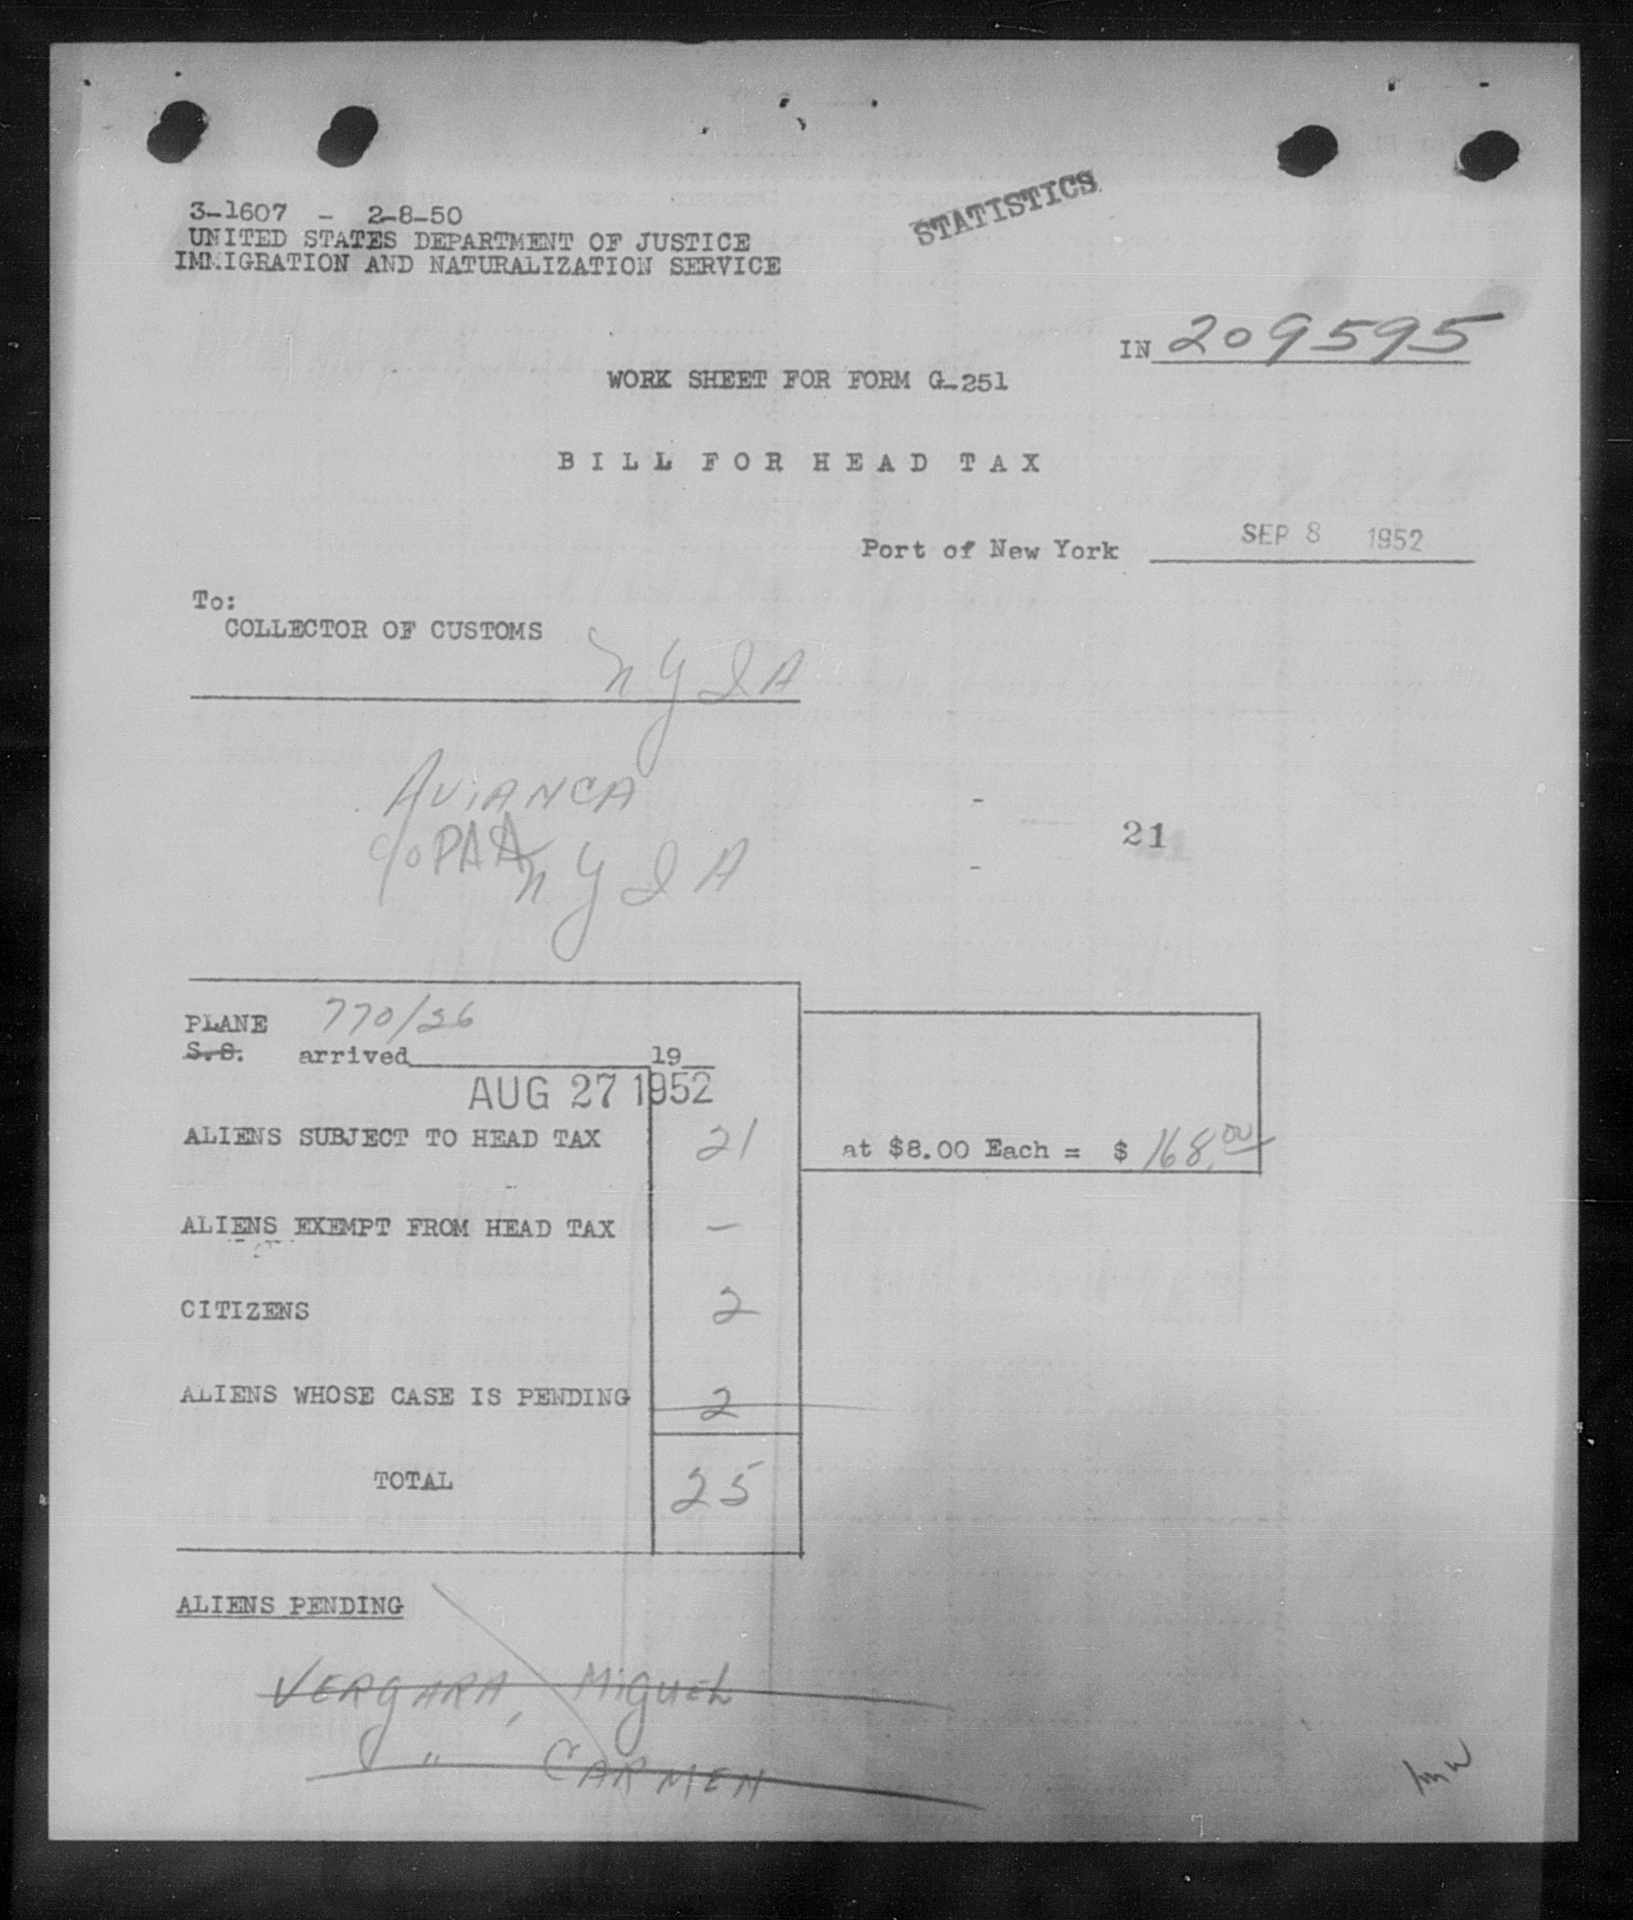 3-1607 - 2-8-50
UNITED STATES DEPARTMENT OF JUSTICE
IMMIGRATION AND NATURALIZATION SERVICE
STATISTICS
IN 209595
WORK SHEET FOR FORM G-251
BILL FOR HEAD TAX
Port of New York SEP 8 1952
To:
COLLECTOR OF CUSTOMS
NYIA
AVIANCA
c/o PAA NYIA
21
PLANE 770/36
S.S. arrived 19
AUG 27 1952
ALIENS SUBJECT TO HEAD TAX 21 at $8.00 Each = $ 168.00
ALIENS EXEMPT FROM HEAD TAX —
CITIZENS 2
ALIENS WHOSE CASE IS PENDING 2
TOTAL 25
ALIENS PENDING
VERGARA, MIGUEL
" CARMEN